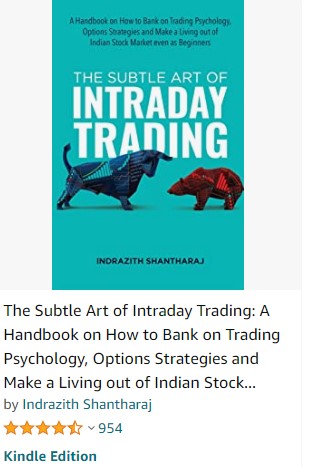 A Handbook on How to Bank on Trading Psychology,
Options Strategies and Make a Living out of
Indian Stock Market even as Beginners
THE SUBTLE ART OF
INTRADAY
TRADING
INDRAZITH SHANTHARAJ
The Subtle Art of Intraday Trading: A
Handbook on How to Bank on Trading
Psychology, Options Strategies and
Make a Living out of Indian Stock...
by Indrazith Shantharaj
954
Kindle Edition